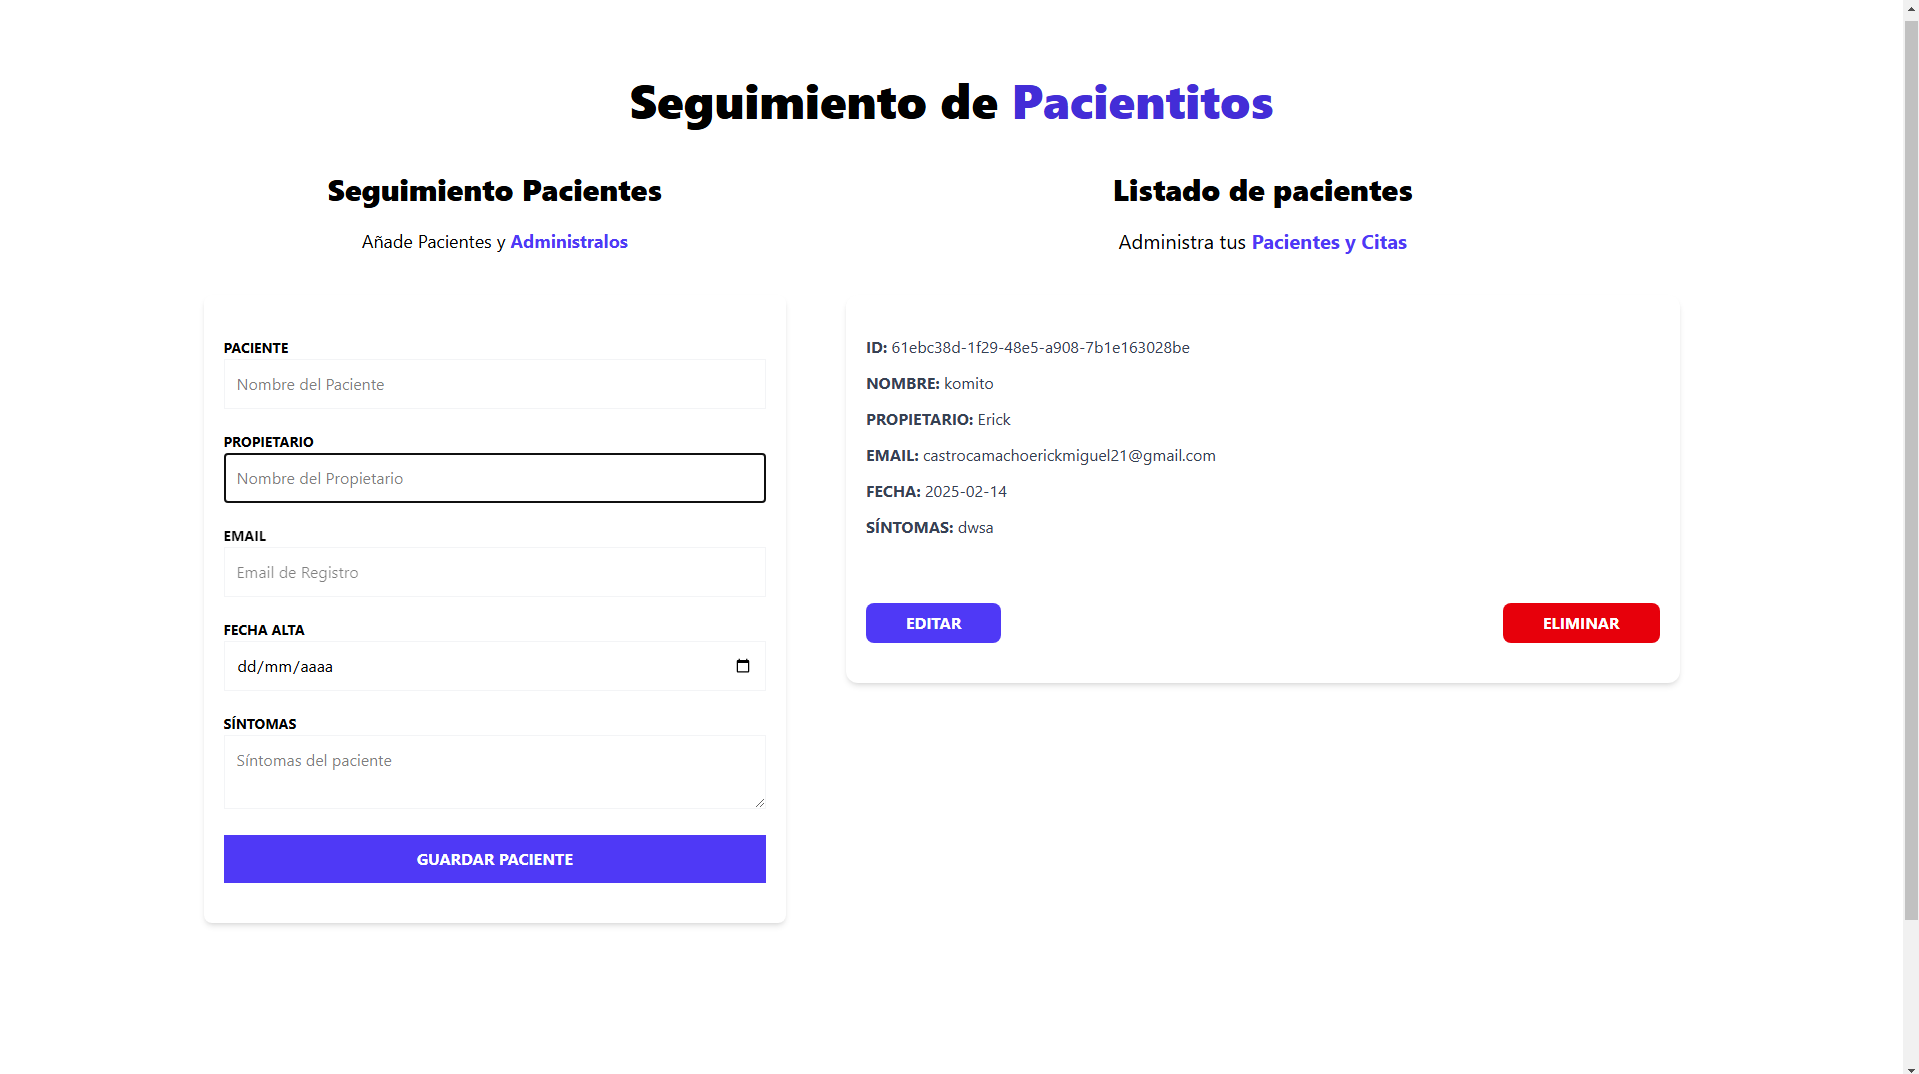 Seguimiento de Pacientitos
Seguimiento Pacientes
Añade Pacientes y Administralos
PACIENTE
Nombre del Paciente
PROPIETARIO
Nombre del Propietario
EMAIL
Email de Registro
FECHA ALTA
dd/mm/aaaa
SÍNTOMAS
Síntomas del paciente
GUARDAR PACIENTE
Listado de pacientes
Administra tus Pacientes y Citas
ID: 61ebc38d-1f29-48e5-a908-7b1e163028be
NOMBRE: komito
PROPIETARIO: Erick
EMAIL: castrocamachoerickmiguel21@gmail.com
FECHA: 2025-02-14
SÍNTOMAS: dwsa
EDITAR
ELIMINAR